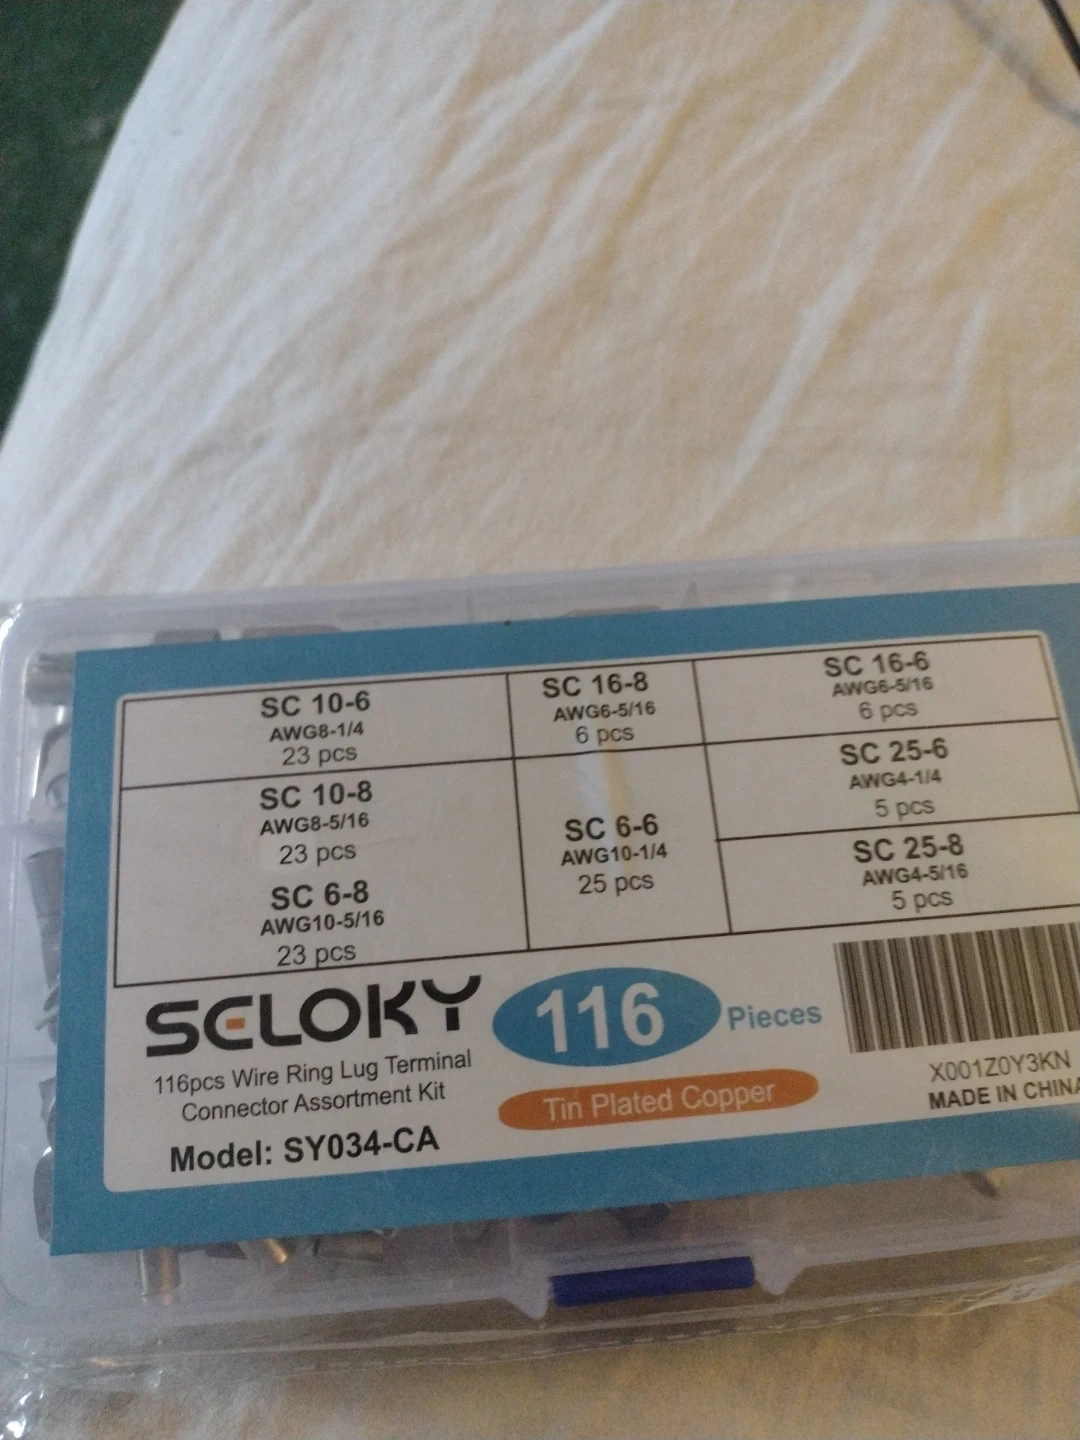 SC 10-6
AWG8-1/4
23 pcs
SC 16-8
AWG6-5/16
6 pcs
SC 16-6
AWG6-5/16
6 pcs
SC 10-8
AWG8-5/16
23 pcs
SC 6-8
AWG10-5/16
23 pcs
SC 6-6
AWG10-1/4
25 pcs
SC 25-6
AWG4-1/4
5 pcs
SC 25-8
AWG4-5/16
5 pcs
SELOKY
116pcs Wire Ring Lug Terminal
Connector Assortment Kit
Model: SY034-CA
116 Pieces
Tin Plated Copper
X001Z0Y3KN
MADE IN CHINA